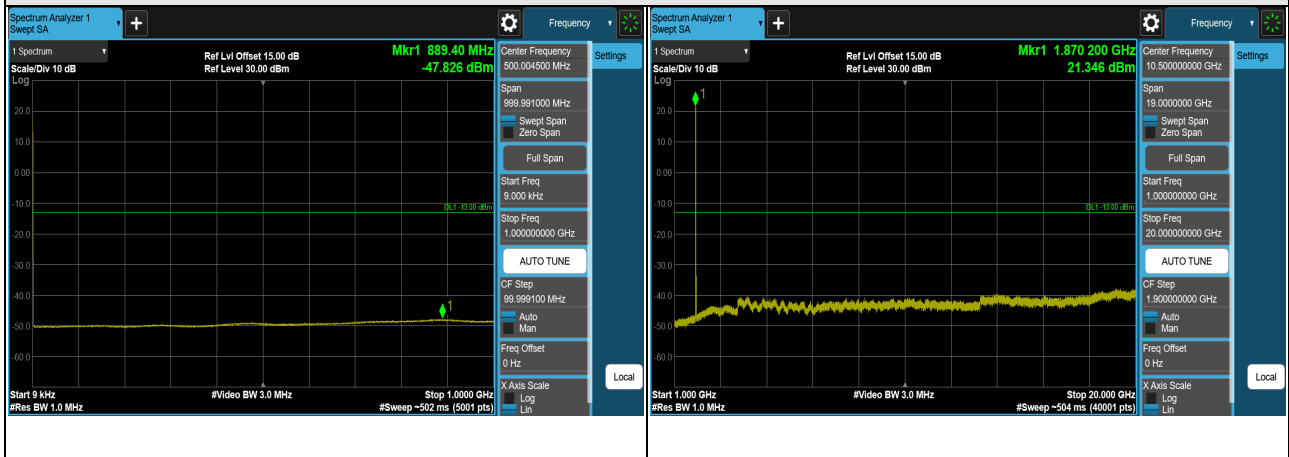 Spectrum Analyzer 1
Swept SA
Frequency
1 Spectrum
Scale/Div 10 dB
Log
Ref Lvl Offset 15.00 dB
Ref Level 30.00 dBm
Mkr1 889.40 MHz
-47.826 dBm
20.0
10.0
0.00
-10.0
-20.0
-30.0
-40.0
-50.0
-60.0
DL1 -13.00 dBm
1
Start 9 kHz
#Res BW 1.0 MHz
#Video BW 3.0 MHz
Stop 1.0000 GHz
#Sweep ~502 ms (5001 pts)
Center Frequency
500.004500 MHz
Span
999.991000 MHz
Swept Span
Zero Span
Full Span
Start Freq
9.000 kHz
Stop Freq
1.000000000 GHz
AUTO TUNE
CF Step
99.999100 MHz
Auto
Man
Freq Offset
0 Hz
X Axis Scale
Log
Lin
Settings
Local
Spectrum Analyzer 1
Swept SA
Frequency
1 Spectrum
Scale/Div 10 dB
Log
Ref Lvl Offset 15.00 dB
Ref Level 30.00 dBm
Mkr1 1.870 200 GHz
21.346 dBm
20.0
10.0
0.00
-10.0
-20.0
-30.0
-40.0
-50.0
-60.0
DL1 -13.00 dBm
1
Start 1.000 GHz
#Res BW 1.0 MHz
#Video BW 3.0 MHz
Stop 20.000 GHz
#Sweep ~504 ms (40001 pts)
Center Frequency
10.500000000 GHz
Span
19.0000000 GHz
Swept Span
Zero Span
Full Span
Start Freq
1.000000000 GHz
Stop Freq
20.000000000 GHz
AUTO TUNE
CF Step
1.900000000 GHz
Auto
Man
Freq Offset
0 Hz
X Axis Scale
Log
Lin
Settings
Local